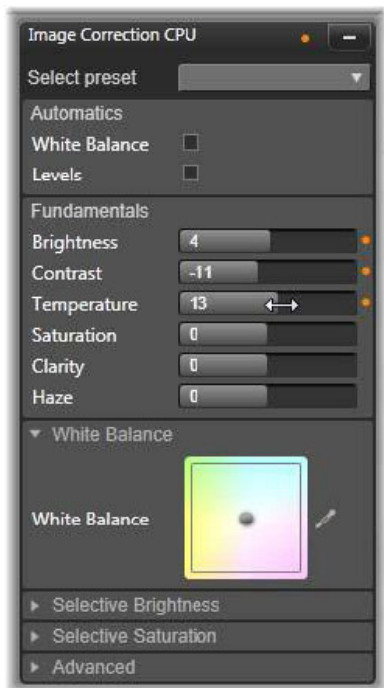 Image Correction CPU
Select preset
Automatics
White Balance
Levels
Fundamentals
Brightness 4
Contrast -11
Temperature 13
Saturation 0
Clarity 0
Haze 0
White Balance
White Balance
Selective Brightness
Selective Saturation
Advanced